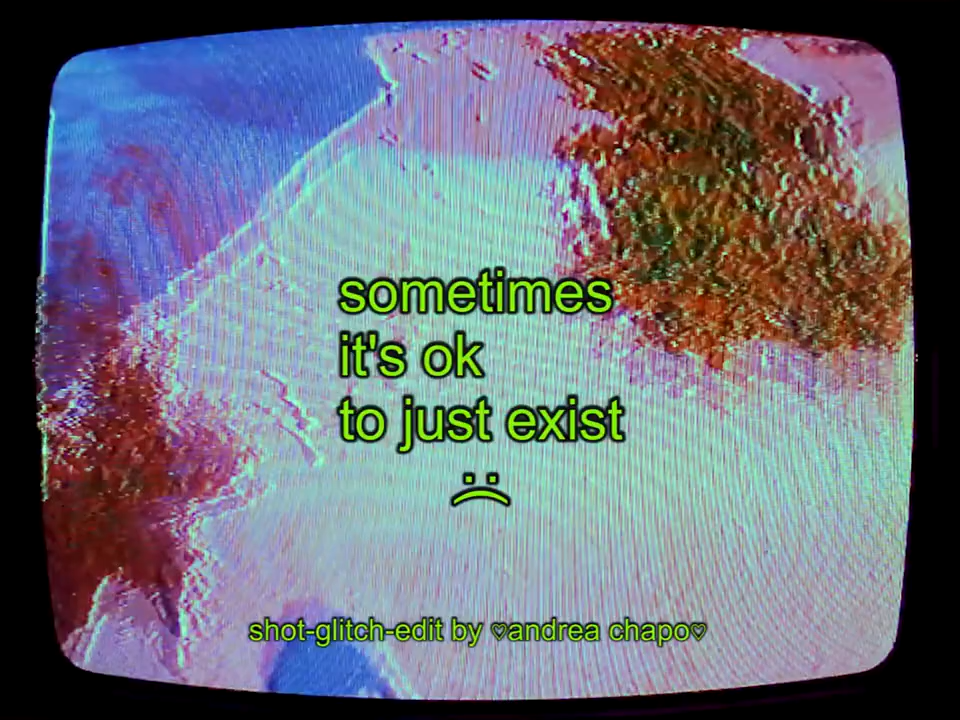 sometimes
it's ok
to just exist
:(
shot-glitch-edit by ♡andrea chapo♡